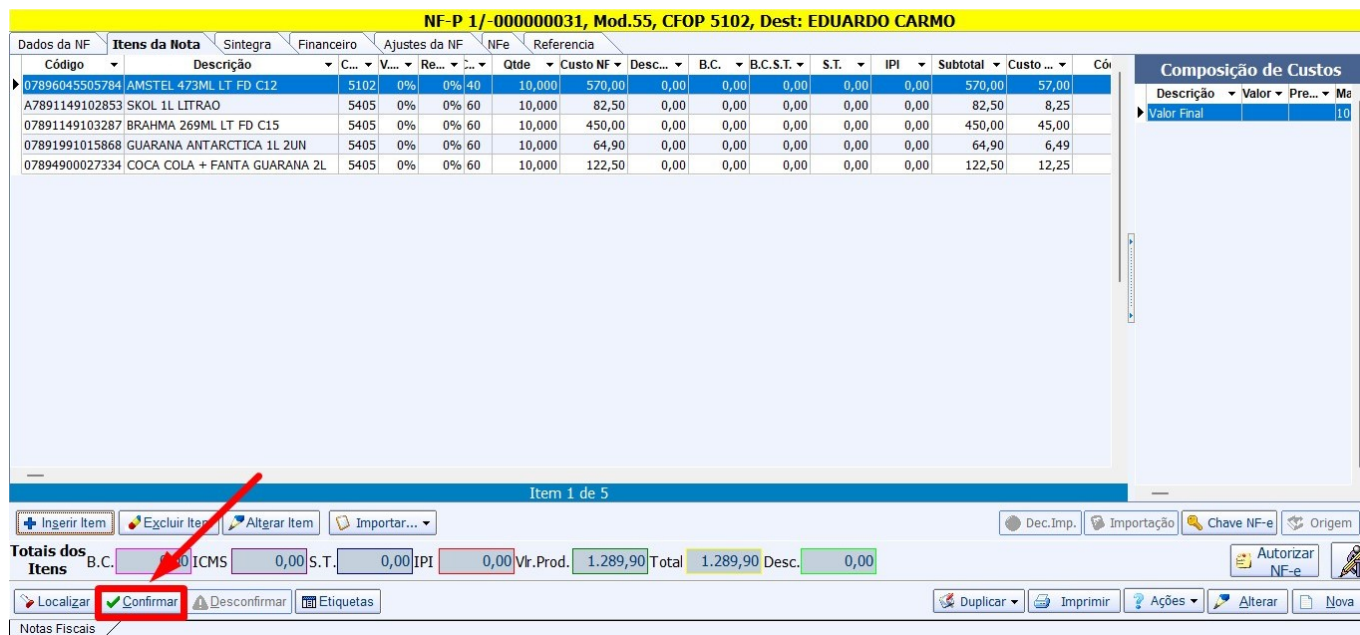 NF-P 1/-000000031, Mod.55, CFOP 5102, Dest: EDUARDO CARMO
Dados da NF Itens da Nota Sintegra Financeiro Ajustes da NF NFe Referencia
Código Descrição C... V.... Re... C.. Qtde Custo NF Desc... B.C. B.C.S.T. S.T. IPI Subtotal Custo ... Có
07896045505784 AMSTEL 473ML LT FD C12 5102 0% 0% 40 10,000 570,00 0,00 0,00 0,00 0,00 0,00 570,00 57,00
A7891149102853 SKOL 1L LITRAO 5405 0% 0% 60 10,000 82,50 0,00 0,00 0,00 0,00 0,00 82,50 8,25
07891149103287 BRAHMA 269ML LT FD C15 5405 0% 0% 60 10,000 450,00 0,00 0,00 0,00 0,00 0,00 450,00 45,00
07891991015868 GUARANA ANTARCTICA 1L 2UN 5405 0% 0% 60 10,000 64,90 0,00 0,00 0,00 0,00 0,00 64,90 6,49
07894900027334 COCA COLA + FANTA GUARANA 2L 5405 0% 0% 60 10,000 122,50 0,00 0,00 0,00 0,00 0,00 122,50 12,25
Composição de Custos
Descrição Valor Pre... Ma
Valor Final 10
Item 1 de 5
Inserir Item Excluir Item Alterar Item Importar... Dec.Imp. Importação Chave NF-e Origem
Totais dos Itens B.C. ICMS 0,00 S.T. 0,00 IPI 0,00 Vlr.Prod. 1.289,90 Total 1.289,90 Desc. 0,00 Autorizar NF-e
Localizar Confirmar Desconfirmar Etiquetas Duplicar Imprimir Ações Alterar Nova
Notas Fiscais